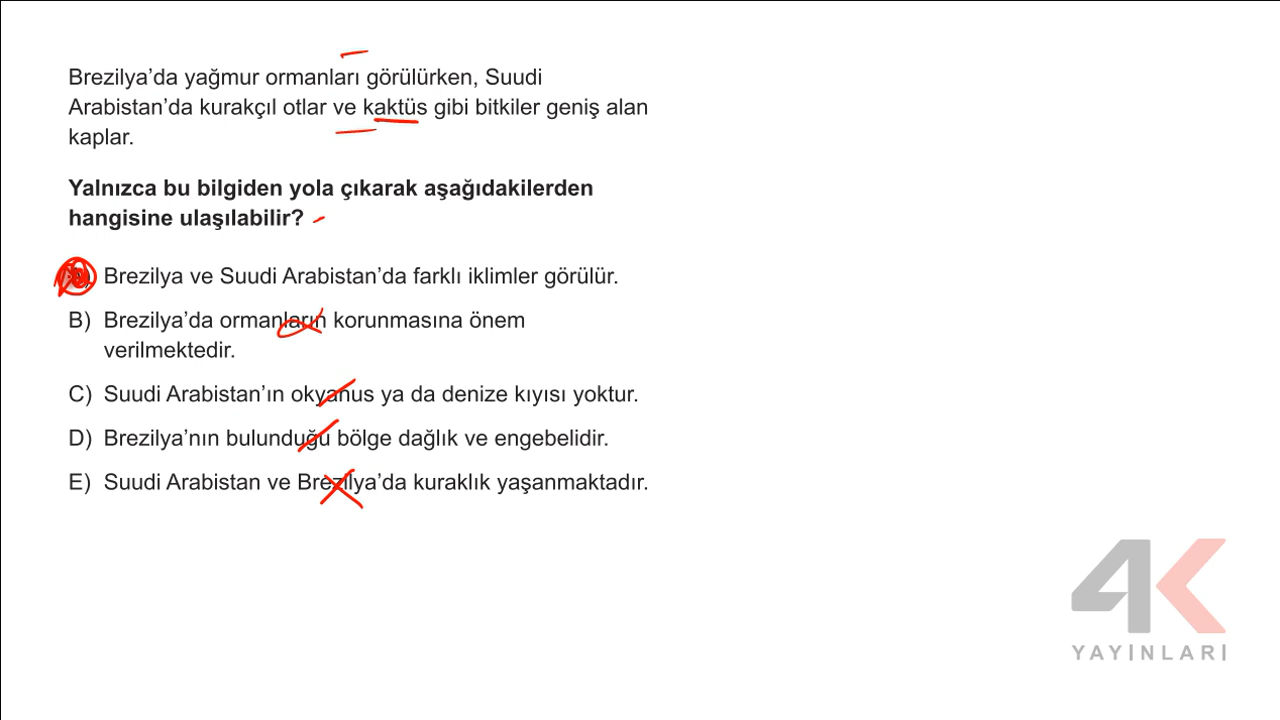 Brezilya’da yağmur ormanları görülürken, Suudi
Arabistan’da kurakçıl otlar ve kaktüs gibi bitkiler geniş alan
kaplar.
Yalnızca bu bilgiden yola çıkarak aşağıdakilerden
hangisine ulaşılabilir?
Brezilya ve Suudi Arabistan’da farklı iklimler görülür.
B) Brezilya’da ormanların korunmasına önem
verilmektedir.
C) Suudi Arabistan’ın okyanus ya da denize kıyısı yoktur.
D) Brezilya’nın bulunduğu bölge dağlık ve engebelidir.
E) Suudi Arabistan ve Brezilya’da kuraklık yaşanmaktadır.
4K
YAYINLARI